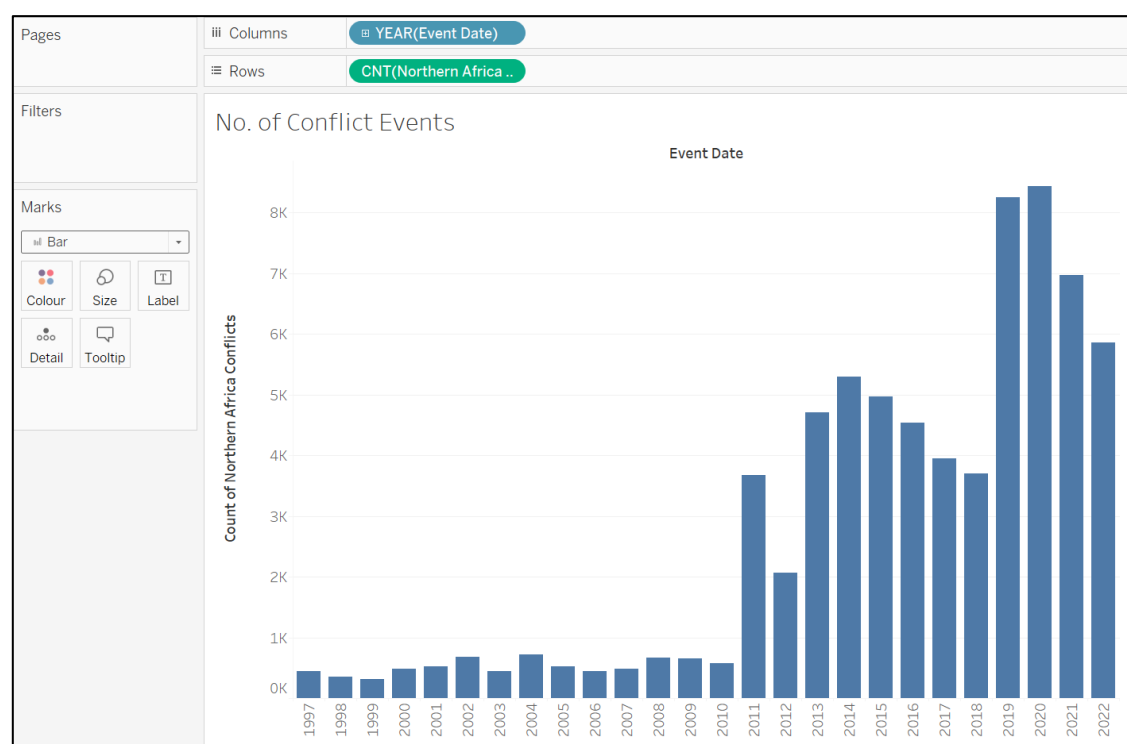 Pages
Columns
YEAR(Event Date)
Rows
CNT(Northern Africa ..
Filters
Marks
Bar
Colour
Size
Label
Detail
Tooltip
No. of Conflict Events
Event Date
Count of Northern Africa Conflicts
8K
7K
6K
5K
4K
3K
2K
1K
0K
1997
1998
1999
2000
2001
2002
2003
2004
2005
2006
2007
2008
2009
2010
2011
2012
2013
2014
2015
2016
2017
2018
2019
2020
2021
2022